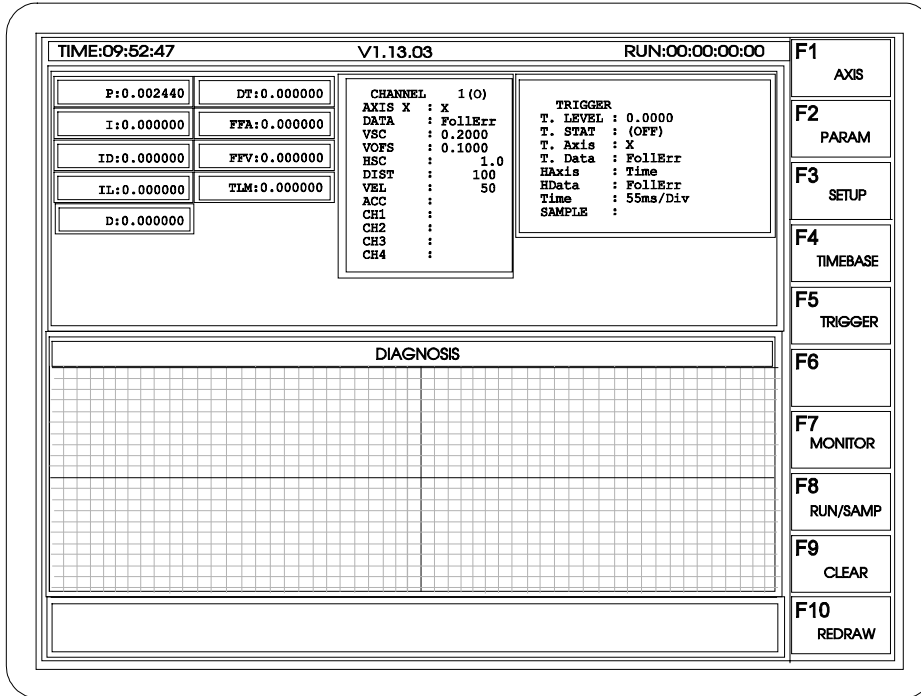 TIME:09:52:47 V1.13.03 RUN:00:00:00:00
P:0.002440 DT:0.000000
I:0.000000 FFA:0.000000
ID:0.000000 FFV:0.000000
IL:0.000000 TLM:0.000000
D:0.000000
CHANNEL 1(O)
AXIS X : X
DATA : FollErr
VSC : 0.2000
VOFS : 0.1000
HSC : 1.0
DIST : 100
VEL : 50
ACC :
CH1 :
CH2 :
CH3 :
CH4 :
TRIGGER
T. LEVEL : 0.0000
T. STAT : (OFF)
T. Axis : X
T. Data : FollErr
HAxis : Time
HData : FollErr
Time : 55ms/Div
SAMPLE :
DIAGNOSIS
F1
AXIS
F2
PARAM
F3
SETUP
F4
TIMEBASE
F5
TRIGGER
F6
F7
MONITOR
F8
RUN/SAMP
F9
CLEAR
F10
REDRAW